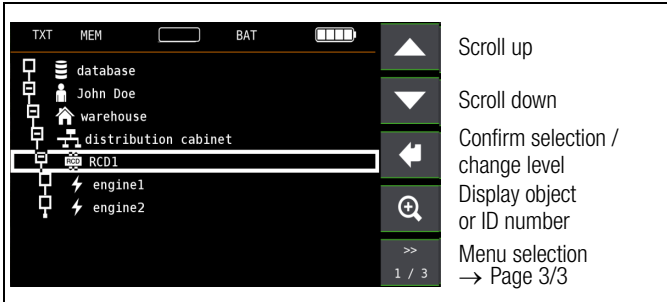 TXT MEM BAT
database
John Doe
warehouse
distribution cabinet
RCD RCD1
engine1
engine2
>>
1 / 3
Scroll up
Scroll down
Confirm selection /
change level
Display object
or ID number
Menu selection
→ Page 3/3